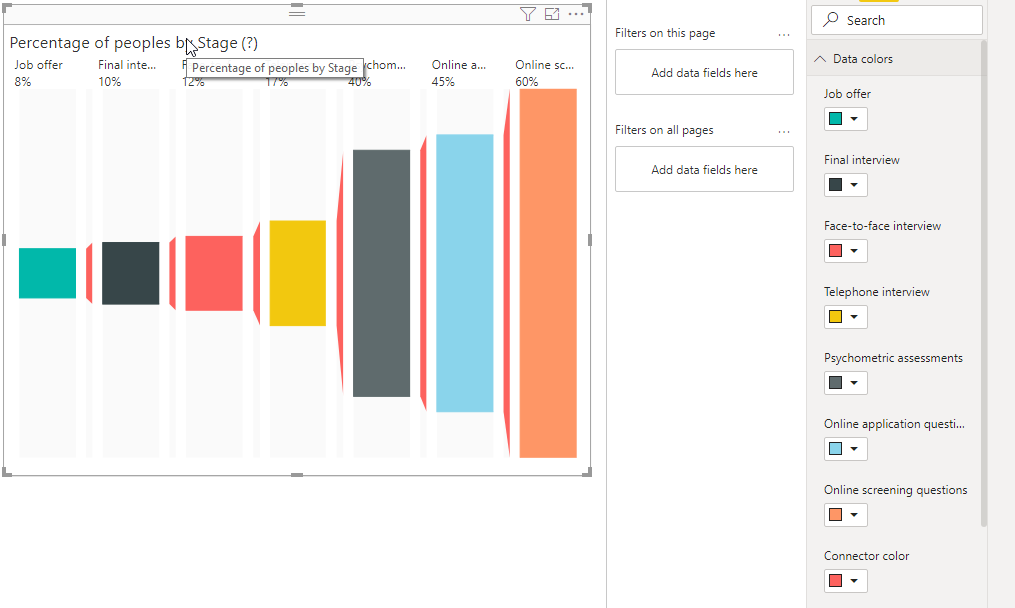 Percentage of peoples by Stage (?)
Job offer
8%
Final inte...
10%
12%
Percentage of peoples by Stage
17%
chom...
40%
Online a...
45%
Online sc...
60%
Filters on this page
...
Add data fields here
Filters on all pages
...
Add data fields here
Search
Data colors
Job offer
Final interview
Face-to-face interview
Telephone interview
Psychometric assessments
Online application questi...
Online screening questions
Connector color